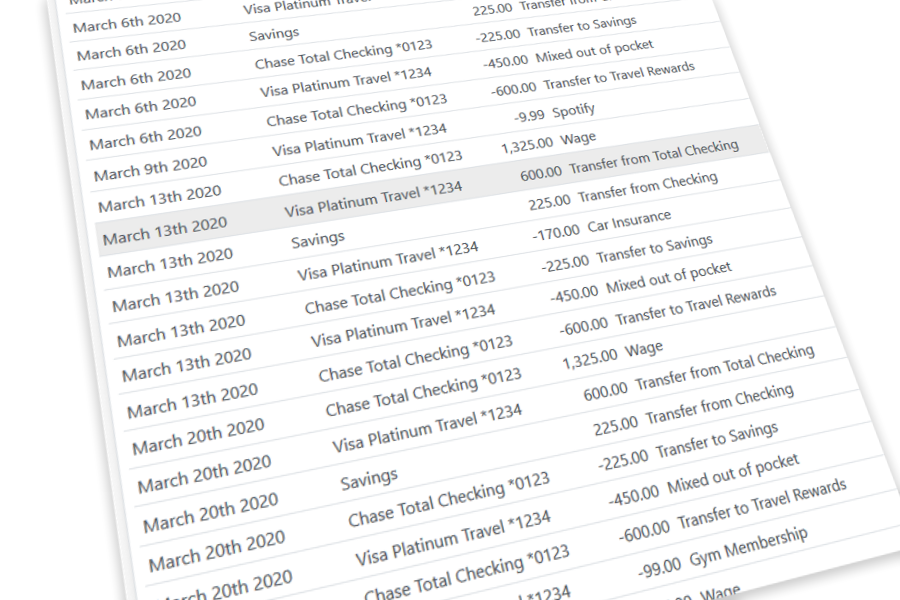 March 6th 2020 Visa Platinum
March 6th 2020 Savings 225.00 Transfer
March 6th 2020 Chase Total Checking *0123 -225.00 Transfer to Savings
March 6th 2020 Visa Platinum Travel *1234 -450.00 Mixed out of pocket
March 6th 2020 Chase Total Checking *0123 -600.00 Transfer to Travel Rewards
March 9th 2020 Visa Platinum Travel *1234 -9.99 Spotify
March 13th 2020 Chase Total Checking *0123 1,325.00 Wage
March 13th 2020 Visa Platinum Travel *1234 600.00 Transfer from Total Checking
March 13th 2020 Savings 225.00 Transfer from Checking
March 13th 2020 Visa Platinum Travel *1234 -170.00 Car Insurance
March 13th 2020 Chase Total Checking *0123 -225.00 Transfer to Savings
March 13th 2020 Visa Platinum Travel *1234 -450.00 Mixed out of pocket
March 13th 2020 Chase Total Checking *0123 -600.00 Transfer to Travel Rewards
March 20th 2020 Chase Total Checking *0123 1,325.00 Wage
March 20th 2020 Visa Platinum Travel *1234 600.00 Transfer from Total Checking
March 20th 2020 Savings 225.00 Transfer from Checking
March 20th 2020 Chase Total Checking *0123 -225.00 Transfer to Savings
20th 2020 Visa Platinum Travel *1234 -450.00 Mixed out of pocket
Chase Total Checking *0123 -600.00 Transfer to Travel Rewards
*1234 -99.00 Gym Membership
Wage